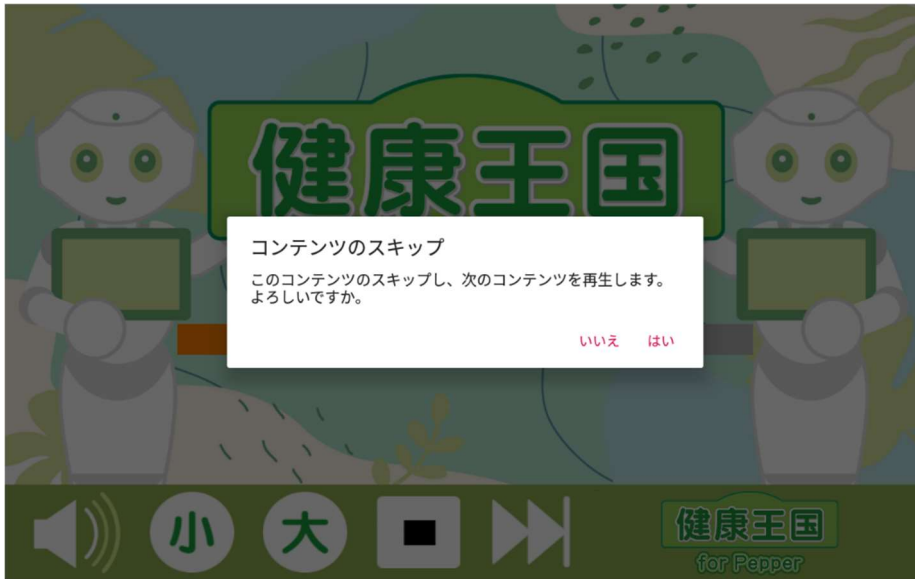 健康王国
コンテンツのスキップ
このコンテンツのスキップし、次のコンテンツを再生します。
よろしいですか。
いいえ はい
小 大
健康王国
for Pepper